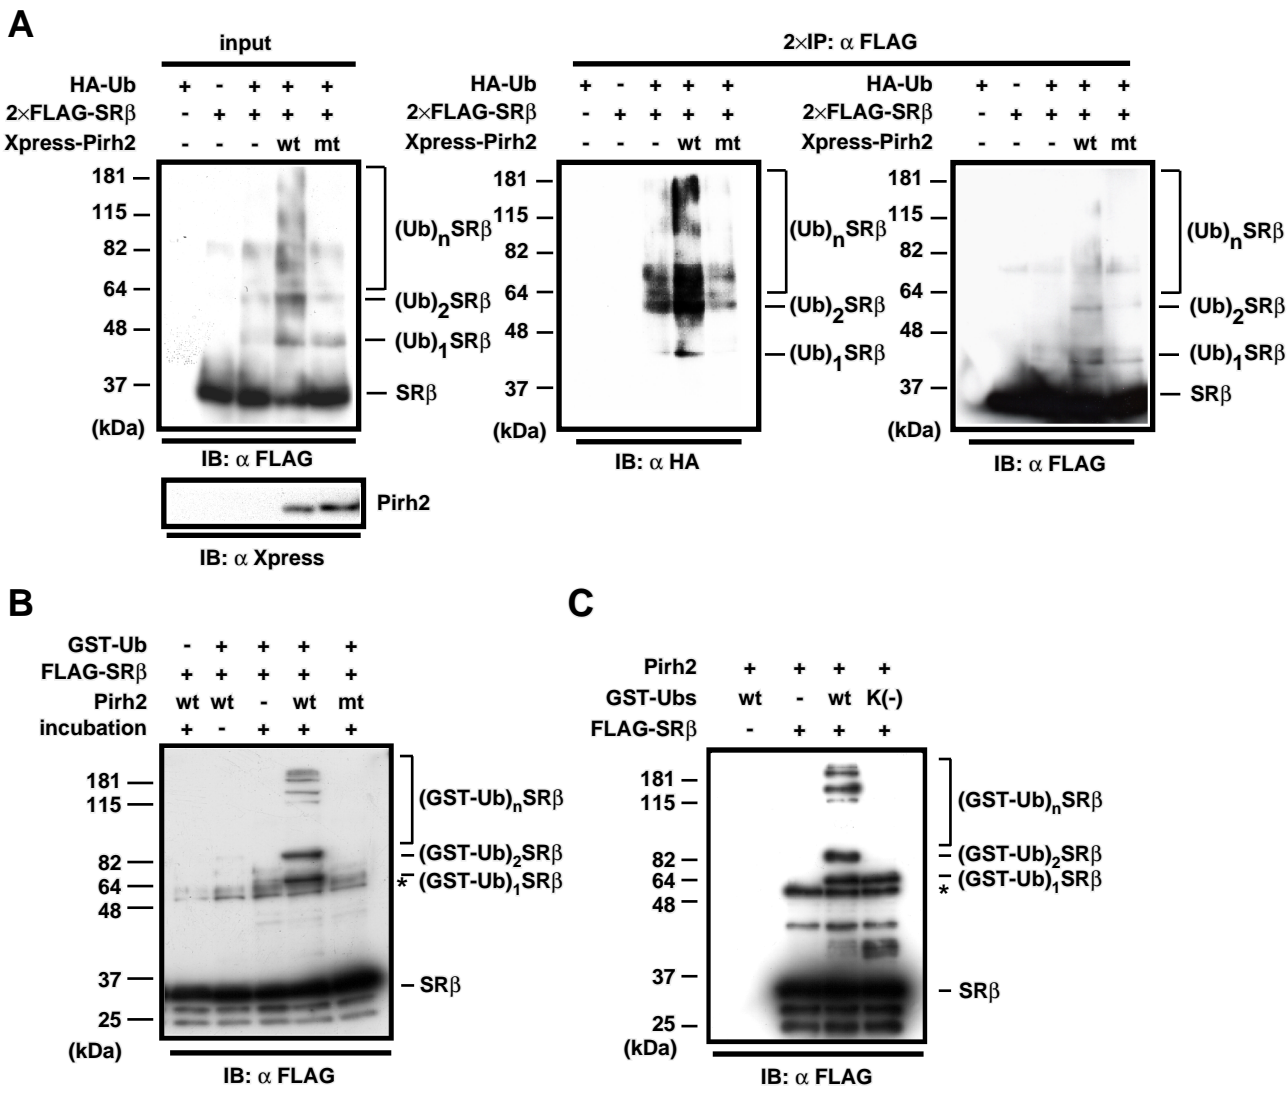 A
input
HA-Ub + - + + +
2×FLAG-SRβ - + + + +
Xpress-Pirh2 - - - wt mt
181
115
82
64
48
37
(kDa)
(Ub)nSRβ
(Ub)2SRβ
(Ub)1SRβ
SRβ
IB: α FLAG
Pirh2
IB: α Xpress
2×IP: α FLAG
HA-Ub + - + + +
2×FLAG-SRβ - + + + +
Xpress-Pirh2 - - - wt mt
181
115
82
64
48
37
(kDa)
(Ub)nSRβ
(Ub)2SRβ
(Ub)1SRβ
IB: α HA
HA-Ub + - + + +
2×FLAG-SRβ - + + + +
Xpress-Pirh2 - - - wt mt
181
115
82
64
48
37
(kDa)
(Ub)nSRβ
(Ub)2SRβ
(Ub)1SRβ
SRβ
IB: α FLAG
B
GST-Ub - + + + +
FLAG-SRβ + + + + +
Pirh2 wt wt - wt mt
incubation + - + + +
181
115
82
64
48
37
25
(kDa)
(GST-Ub)nSRβ
(GST-Ub)2SRβ
* (GST-Ub)1SRβ
SRβ
IB: α FLAG
C
Pirh2 + + + +
GST-Ubs wt - wt K(-)
FLAG-SRβ - + + +
181
115
82
64
48
37
25
(kDa)
(GST-Ub)nSRβ
(GST-Ub)2SRβ
(GST-Ub)1SRβ
*
SRβ
IB: α FLAG